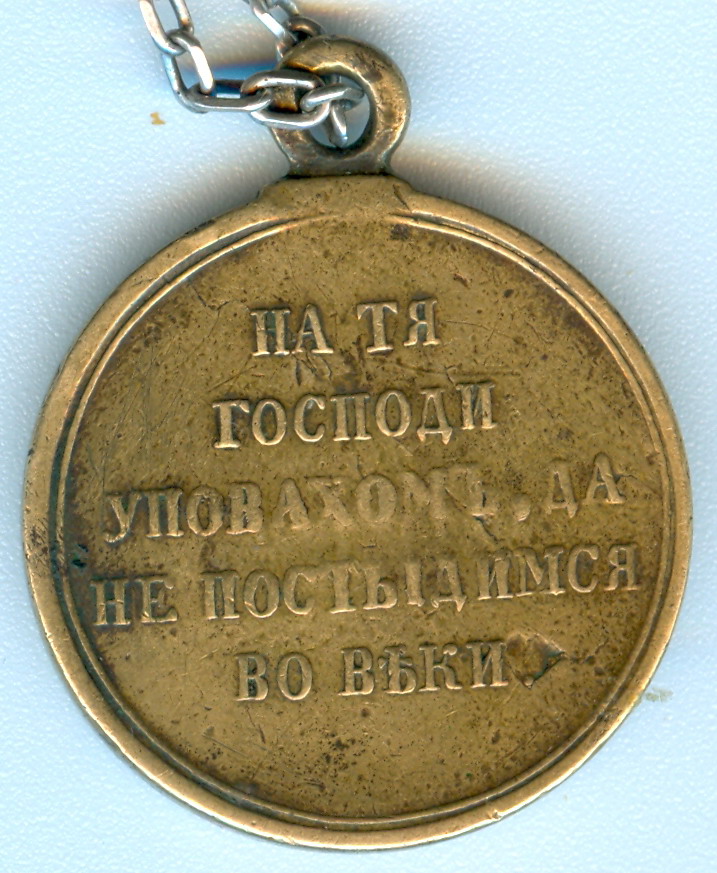 НА ТЯ
ГОСПОДИ
УПОВАХОМЪ, ДА
НЕ ПОСТЫДИМСЯ
ВО ВѢКИ.